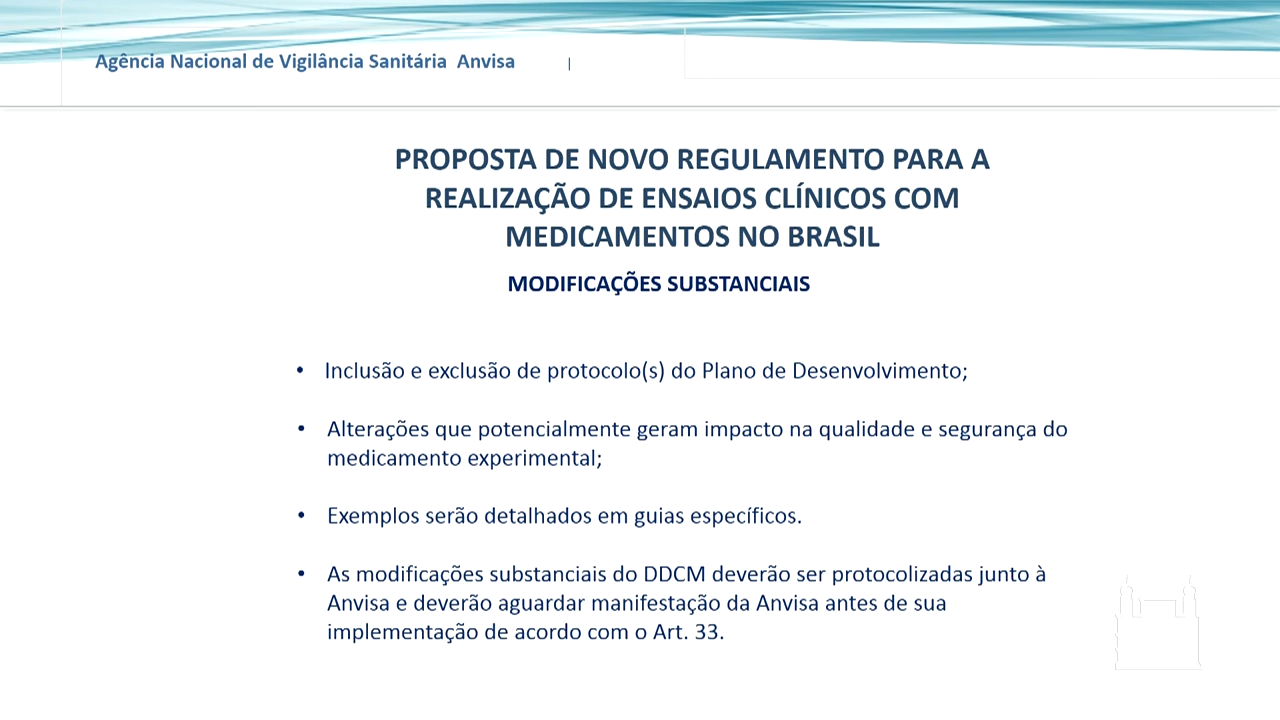 Agência Nacional de Vigilância Sanitária Anvisa |
PROPOSTA DE NOVO REGULAMENTO PARA A
REALIZAÇÃO DE ENSAIOS CLÍNICOS COM
MEDICAMENTOS NO BRASIL
MODIFICAÇÕES SUBSTANCIAIS
• Inclusão e exclusão de protocolo(s) do Plano de Desenvolvimento;
• Alterações que potencialmente geram impacto na qualidade e segurança do
medicamento experimental;
• Exemplos serão detalhados em guias específicos.
• As modificações substanciais do DDCM deverão ser protocolizadas junto à
Anvisa e deverão aguardar manifestação da Anvisa antes de sua
implementação de acordo com o Art. 33.